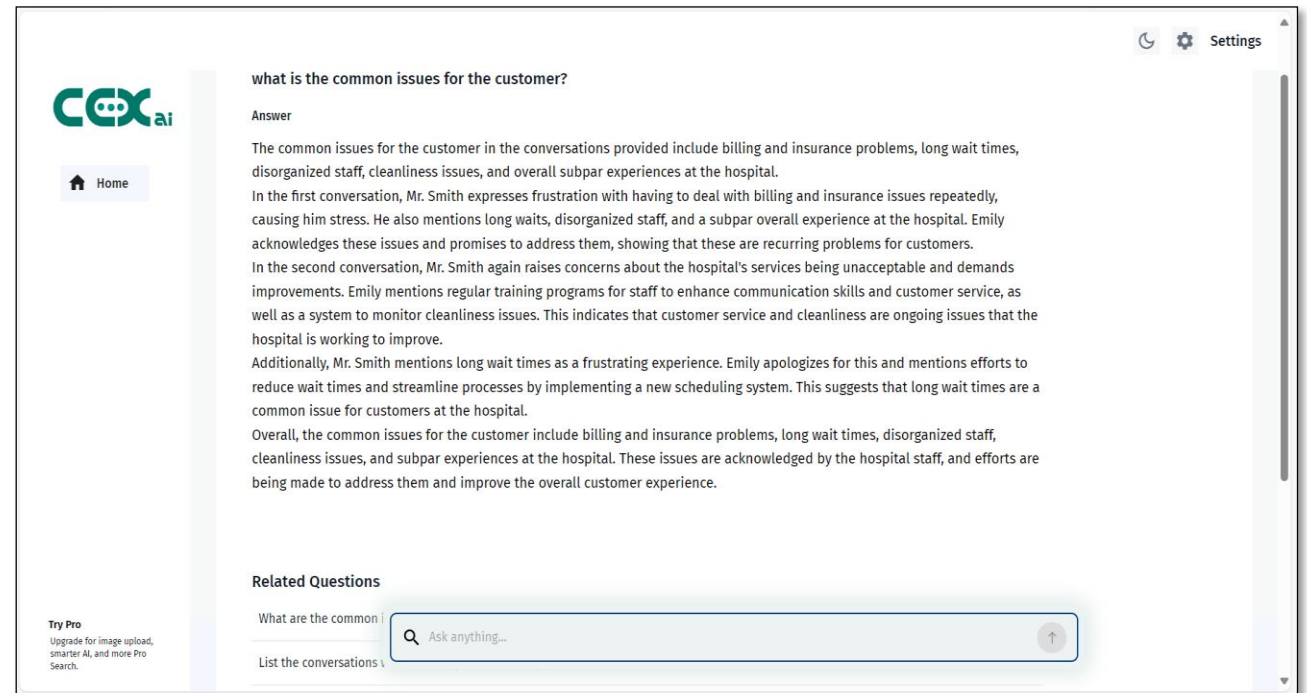 Settings
CCX ai
Home
what is the common issues for the customer?
Answer
The common issues for the customer in the conversations provided include billing and insurance problems, long wait times,
disorganized staff, cleanliness issues, and overall subpar experiences at the hospital.
In the first conversation, Mr. Smith expresses frustration with having to deal with billing and insurance issues repeatedly,
causing him stress. He also mentions long waits, disorganized staff, and a subpar overall experience at the hospital. Emily
acknowledges these issues and promises to address them, showing that these are recurring problems for customers.
In the second conversation, Mr. Smith again raises concerns about the hospital's services being unacceptable and demands
improvements. Emily mentions regular training programs for staff to enhance communication skills and customer service, as
well as a system to monitor cleanliness issues. This indicates that customer service and cleanliness are ongoing issues that the
hospital is working to improve.
Additionally, Mr. Smith mentions long wait times as a frustrating experience. Emily apologizes for this and mentions efforts to
reduce wait times and streamline processes by implementing a new scheduling system. This suggests that long wait times are a
common issue for customers at the hospital.
Overall, the common issues for the customer include billing and insurance problems, long wait times, disorganized staff,
cleanliness issues, and subpar experiences at the hospital. These issues are acknowledged by the hospital staff, and efforts are
being made to address them and improve the overall customer experience.
Related Questions
What are the common
Ask anything...
List the conversations
Try Pro
Upgrade for image upload,
smarter AI, and more Pro
Search.